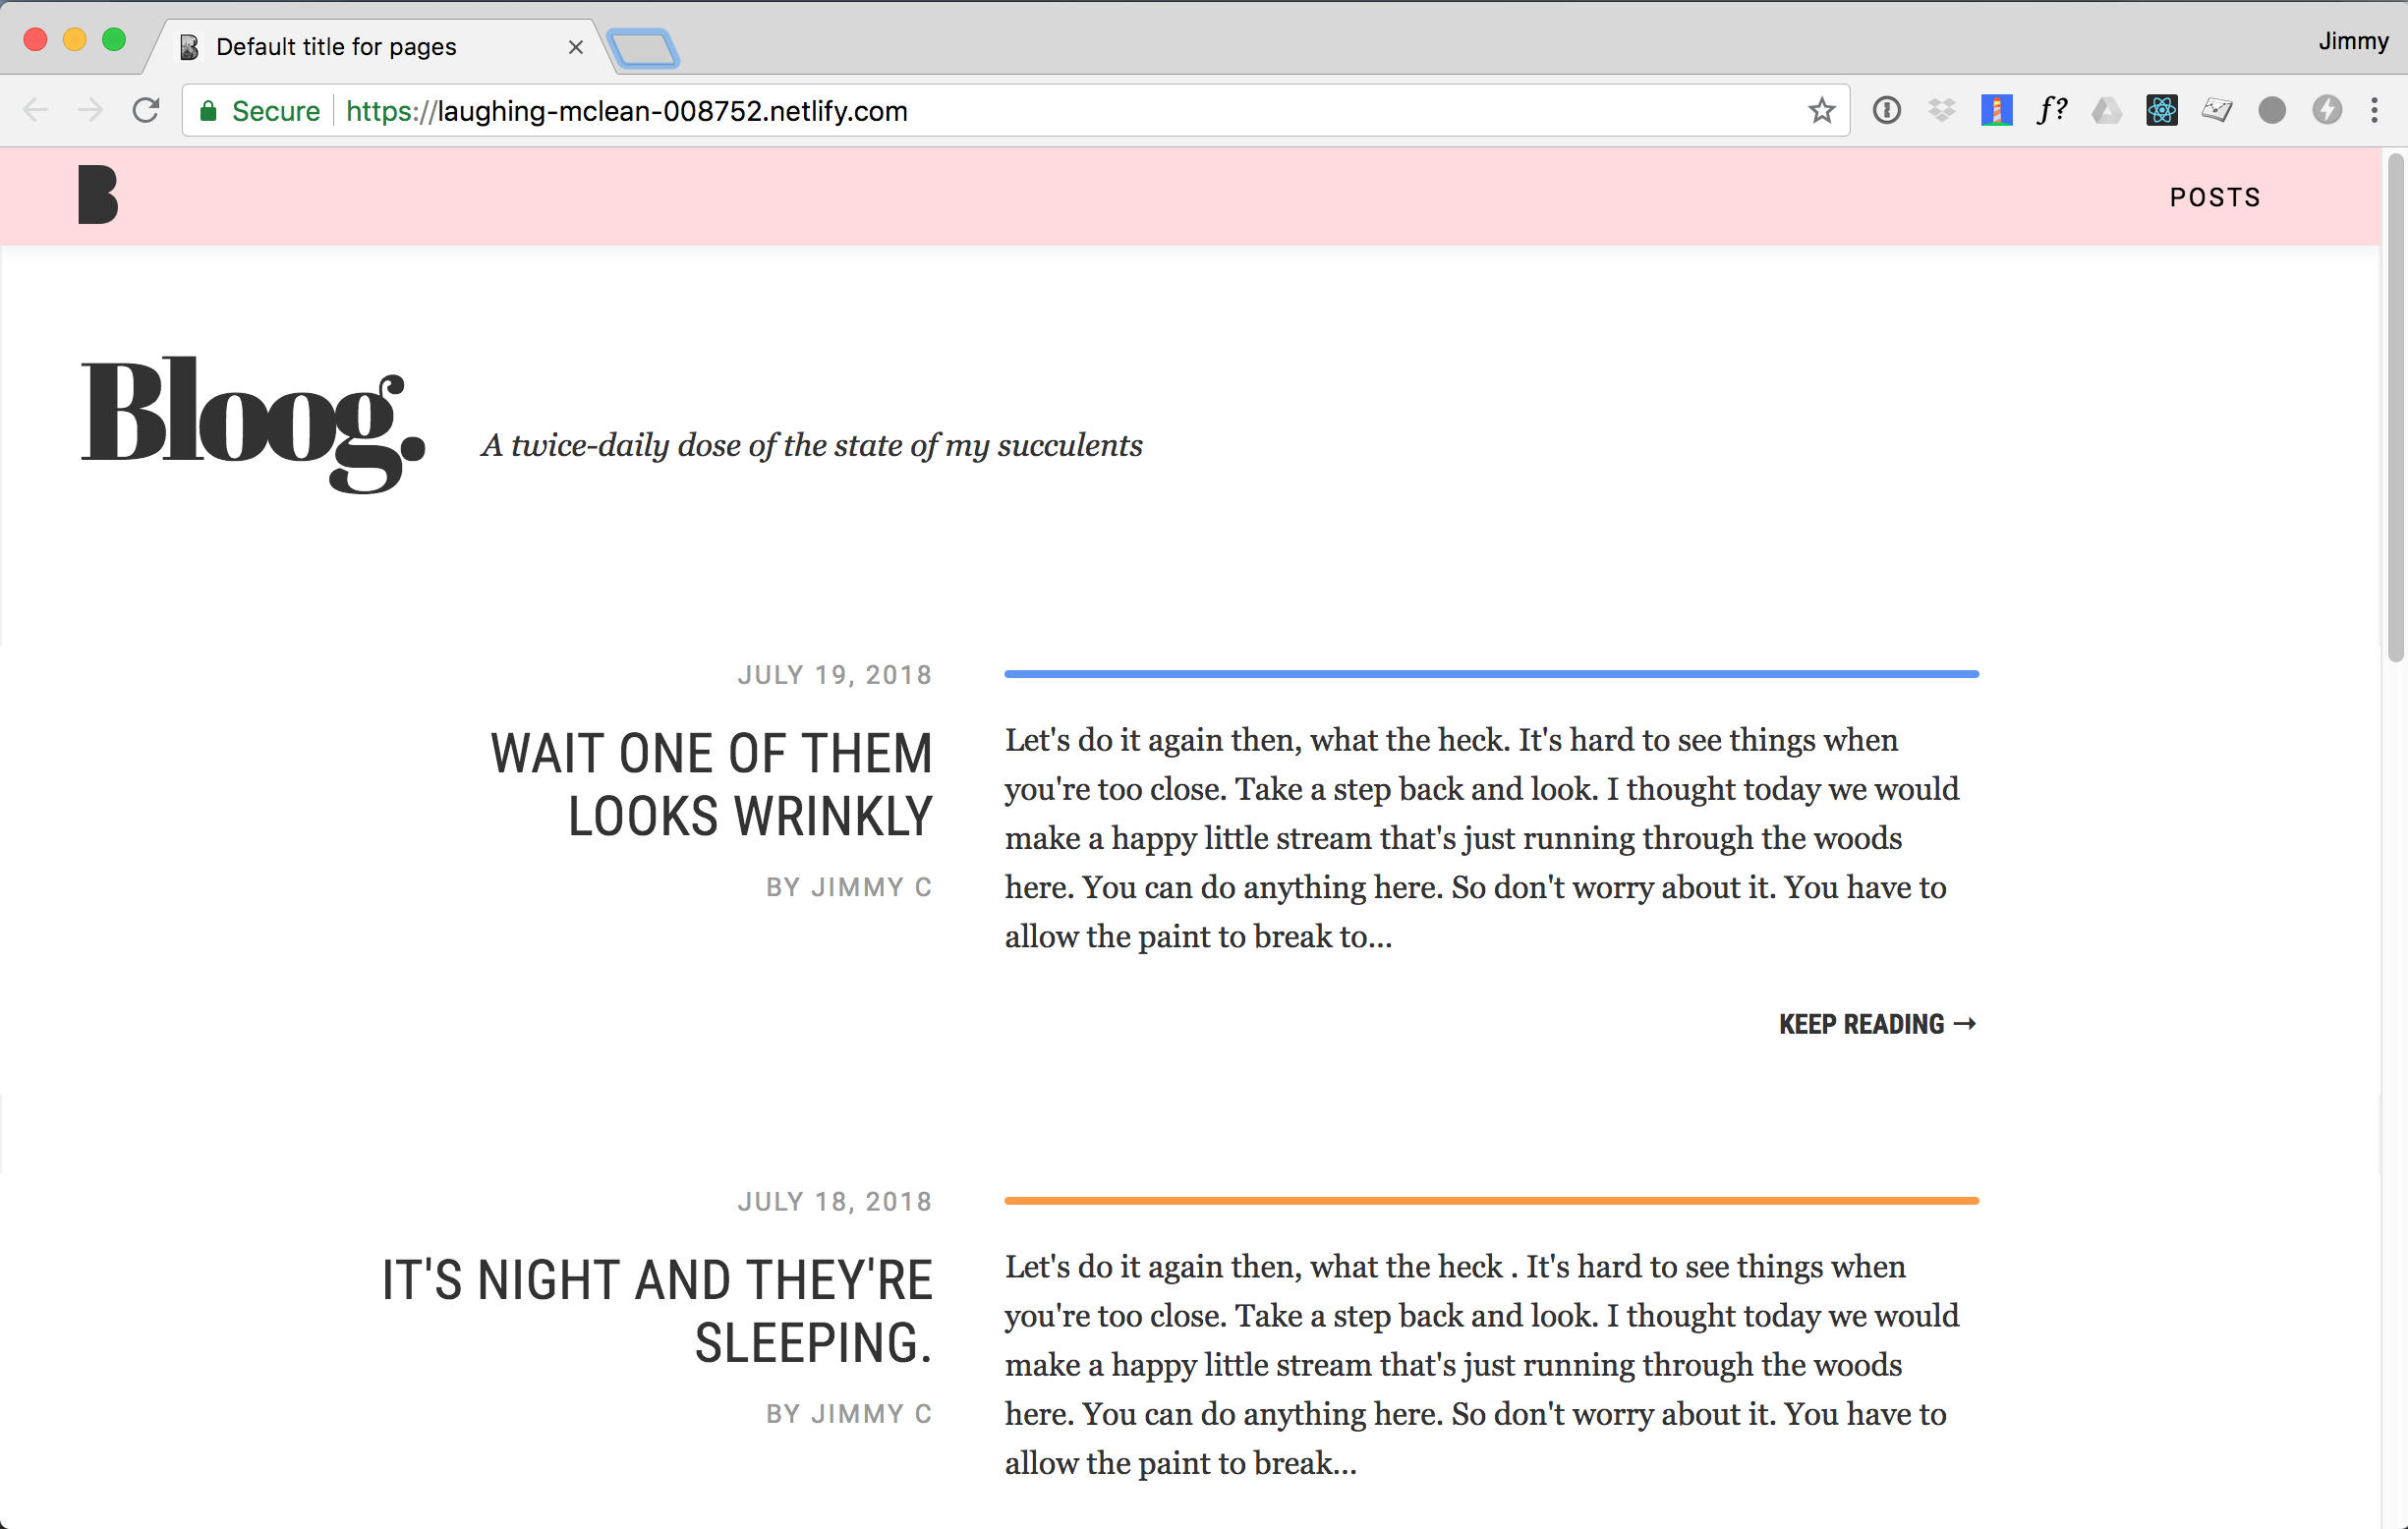 Default title for pages
Jimmy
Secure https://laughing-mclean-008752.netlify.com
f?
B
POSTS
Bloog.
A twice-daily dose of the state of my succulents
JULY 19, 2018
WAIT ONE OF THEM
LOOKS WRINKLY
BY JIMMY C
Let's do it again then, what the heck. It's hard to see things when
you're too close. Take a step back and look. I thought today we would
make a happy little stream that's just running through the woods
here. You can do anything here. So don't worry about it. You have to
allow the paint to break to...
KEEP READING →
JULY 18, 2018
IT'S NIGHT AND THEY'RE
SLEEPING.
BY JIMMY C
Let's do it again then, what the heck . It's hard to see things when
you're too close. Take a step back and look. I thought today we would
make a happy little stream that's just running through the woods
here. You can do anything here. So don't worry about it. You have to
allow the paint to break...